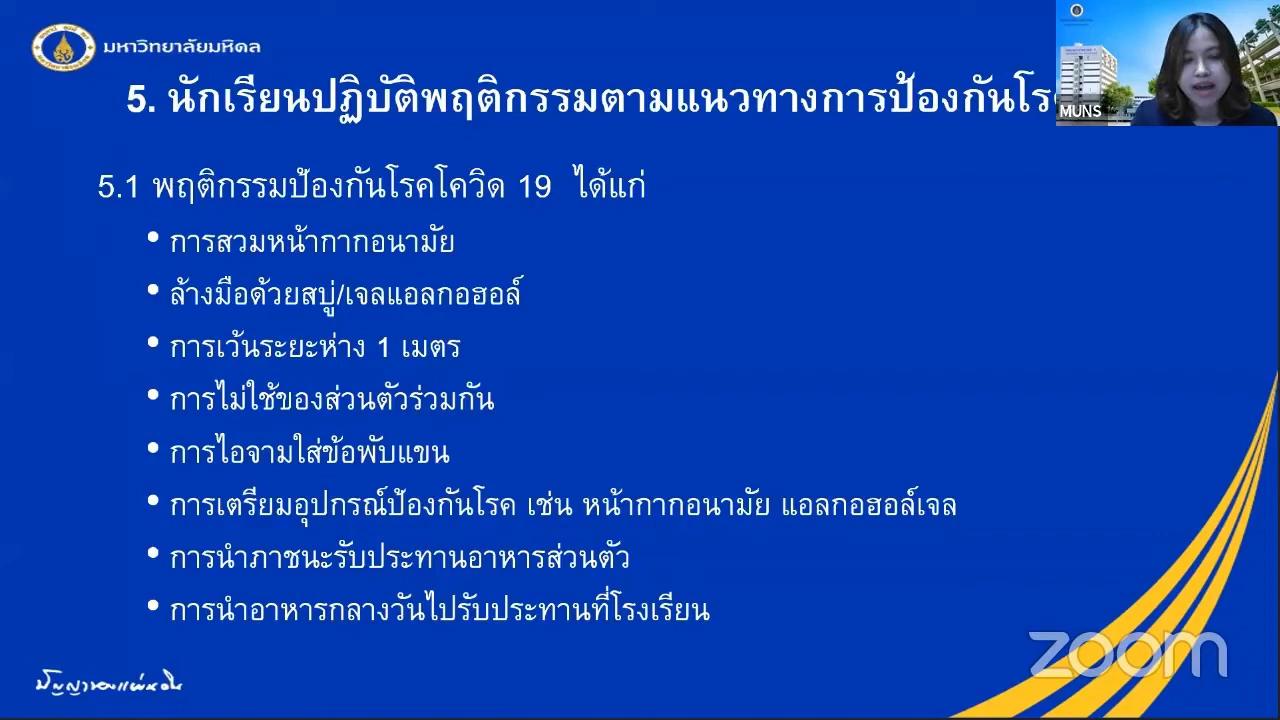 มหาวิทยาลัยมหิดล
5. นักเรียนปฏิบัติพฤติกรรมตามแนวทางการป้องกันโร
MUNS
5.1 พฤติกรรมป้องกันโรคโควิด 19 ได้แก่
• การสวมหน้ากากอนามัย
• ล้างมือด้วยสบู่/เจลแอลกอฮอล์
• การเว้นระยะห่าง 1 เมตร
• การไม่ใช้ของส่วนตัวร่วมกัน
• การไอจามใส่ข้อพับแขน
• การเตรียมอุปกรณ์ป้องกันโรค เช่น หน้ากากอนามัย แอลกอฮอล์เจล
• การนำภาชนะรับประทานอาหารส่วนตัว
• การนำอาหารกลางวันไปรับประทานที่โรงเรียน
zoom
ปัญญาของแผ่นดิน